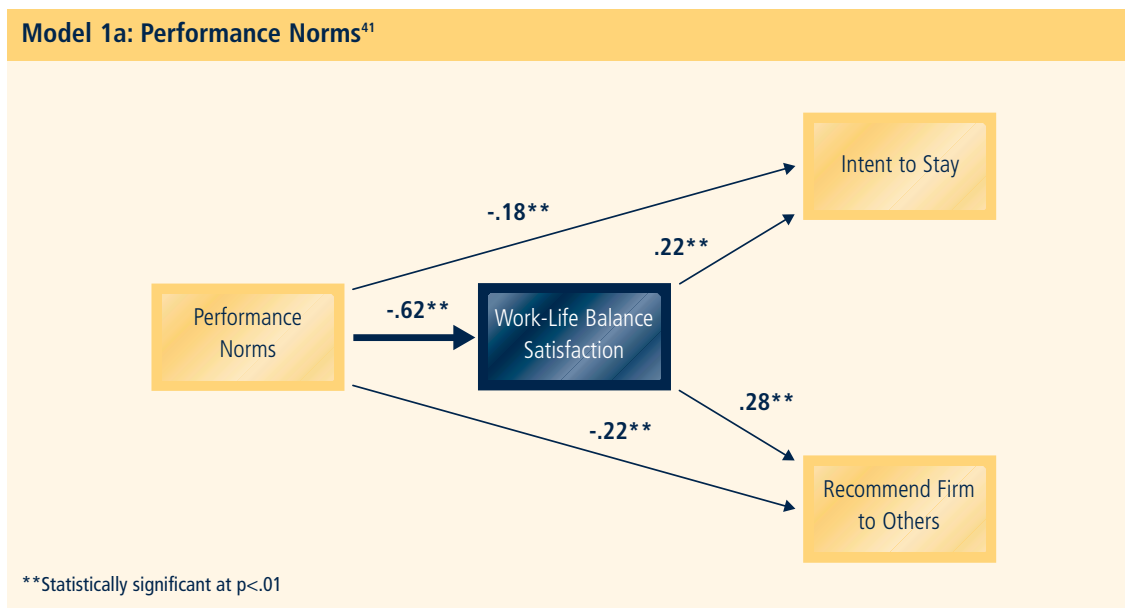 Model 1a: Performance Norms41
Intent to Stay
-.18**
.22**
Performance
Norms
-.62**
Work-Life Balance
Satisfaction
.28**
-.22**
Recommend Firm
to Others
**Statistically significant at p<.01